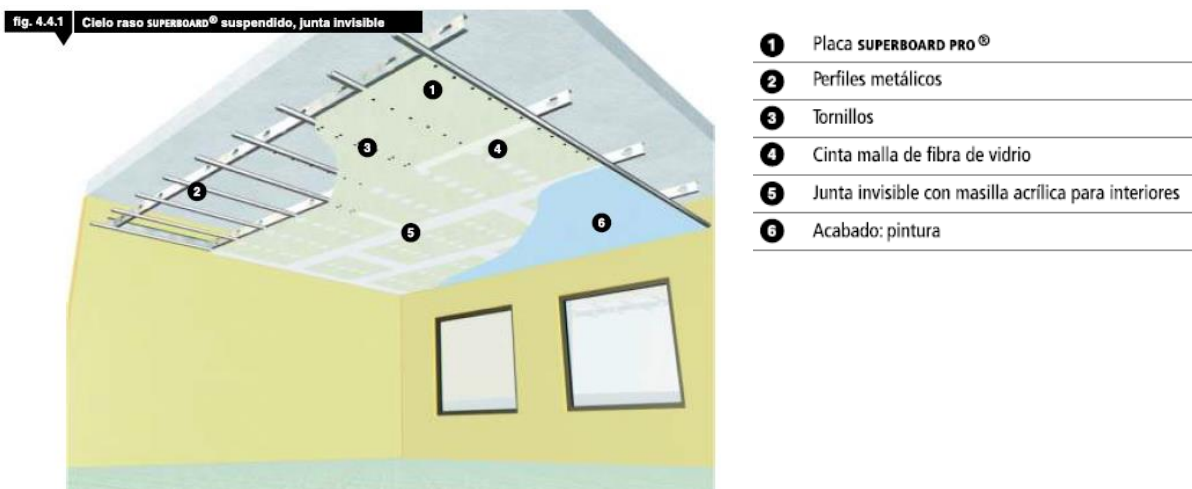 fig. 4.4.1 Cielo raso SUPERBOARD® suspendido, junta invisible
1 Placa SUPERBOARD PRO®
2 Perfiles metálicos
3 Tornillos
4 Cinta malla de fibra de vidrio
5 Junta invisible con masilla acrílica para interiores
6 Acabado: pintura
1
3
4
2
5
6